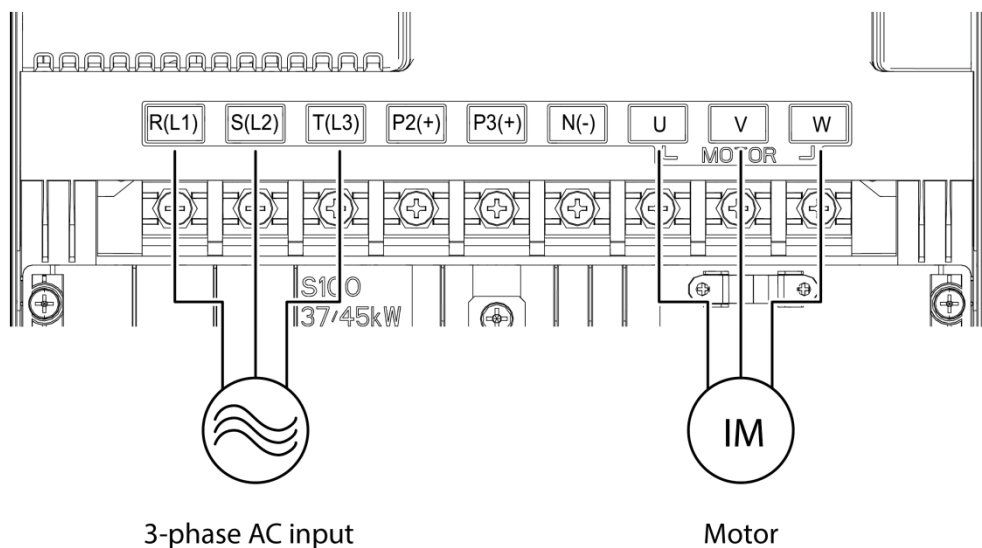 R(L1) S(L2) T(L3) P2(+) P3(+) N(-) U V W
MOTOR
S100
37/45kW
IM
3-phase AC input Motor